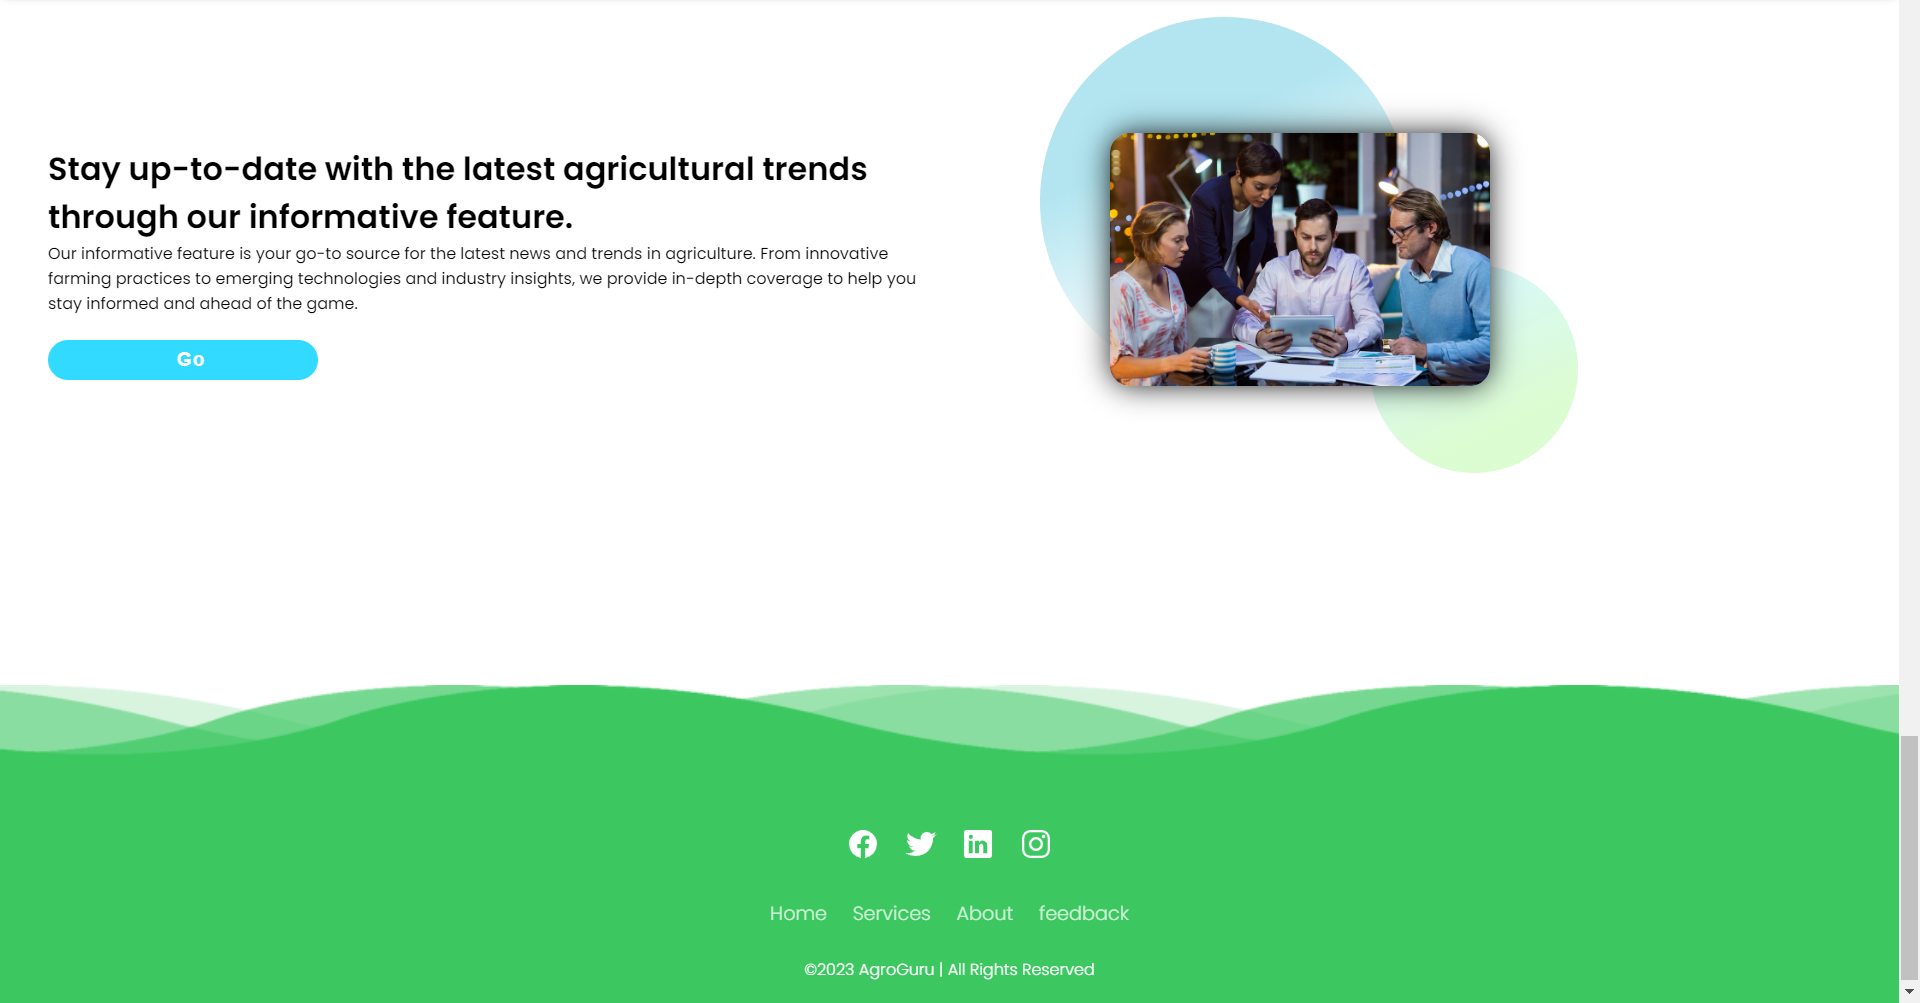 Stay up-to-date with the latest agricultural trends
through our informative feature.
Our informative feature is your go-to source for the latest news and trends in agriculture. From innovative
farming practices to emerging technologies and industry insights, we provide in-depth coverage to help you
stay informed and ahead of the game.
Go
Home Services About feedback
©2023 AgroGuru | All Rights Reserved